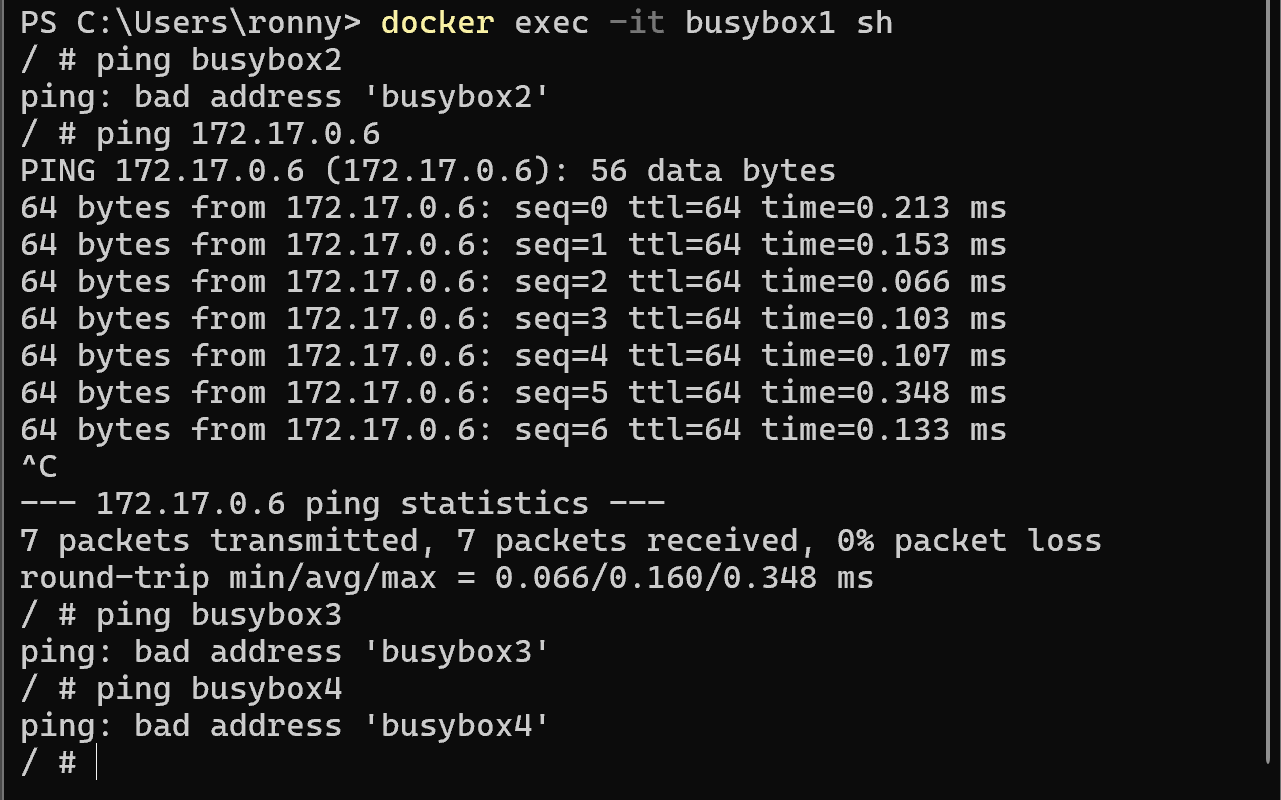 PS C:\Users\ronny> docker exec -it busybox1 sh
/ # ping busybox2
ping: bad address 'busybox2'
/ # ping 172.17.0.6
PING 172.17.0.6 (172.17.0.6): 56 data bytes
64 bytes from 172.17.0.6: seq=0 ttl=64 time=0.213 ms
64 bytes from 172.17.0.6: seq=1 ttl=64 time=0.153 ms
64 bytes from 172.17.0.6: seq=2 ttl=64 time=0.066 ms
64 bytes from 172.17.0.6: seq=3 ttl=64 time=0.103 ms
64 bytes from 172.17.0.6: seq=4 ttl=64 time=0.107 ms
64 bytes from 172.17.0.6: seq=5 ttl=64 time=0.348 ms
64 bytes from 172.17.0.6: seq=6 ttl=64 time=0.133 ms
^C
--- 172.17.0.6 ping statistics ---
7 packets transmitted, 7 packets received, 0% packet loss
round-trip min/avg/max = 0.066/0.160/0.348 ms
/ # ping busybox3
ping: bad address 'busybox3'
/ # ping busybox4
ping: bad address 'busybox4'
/ #